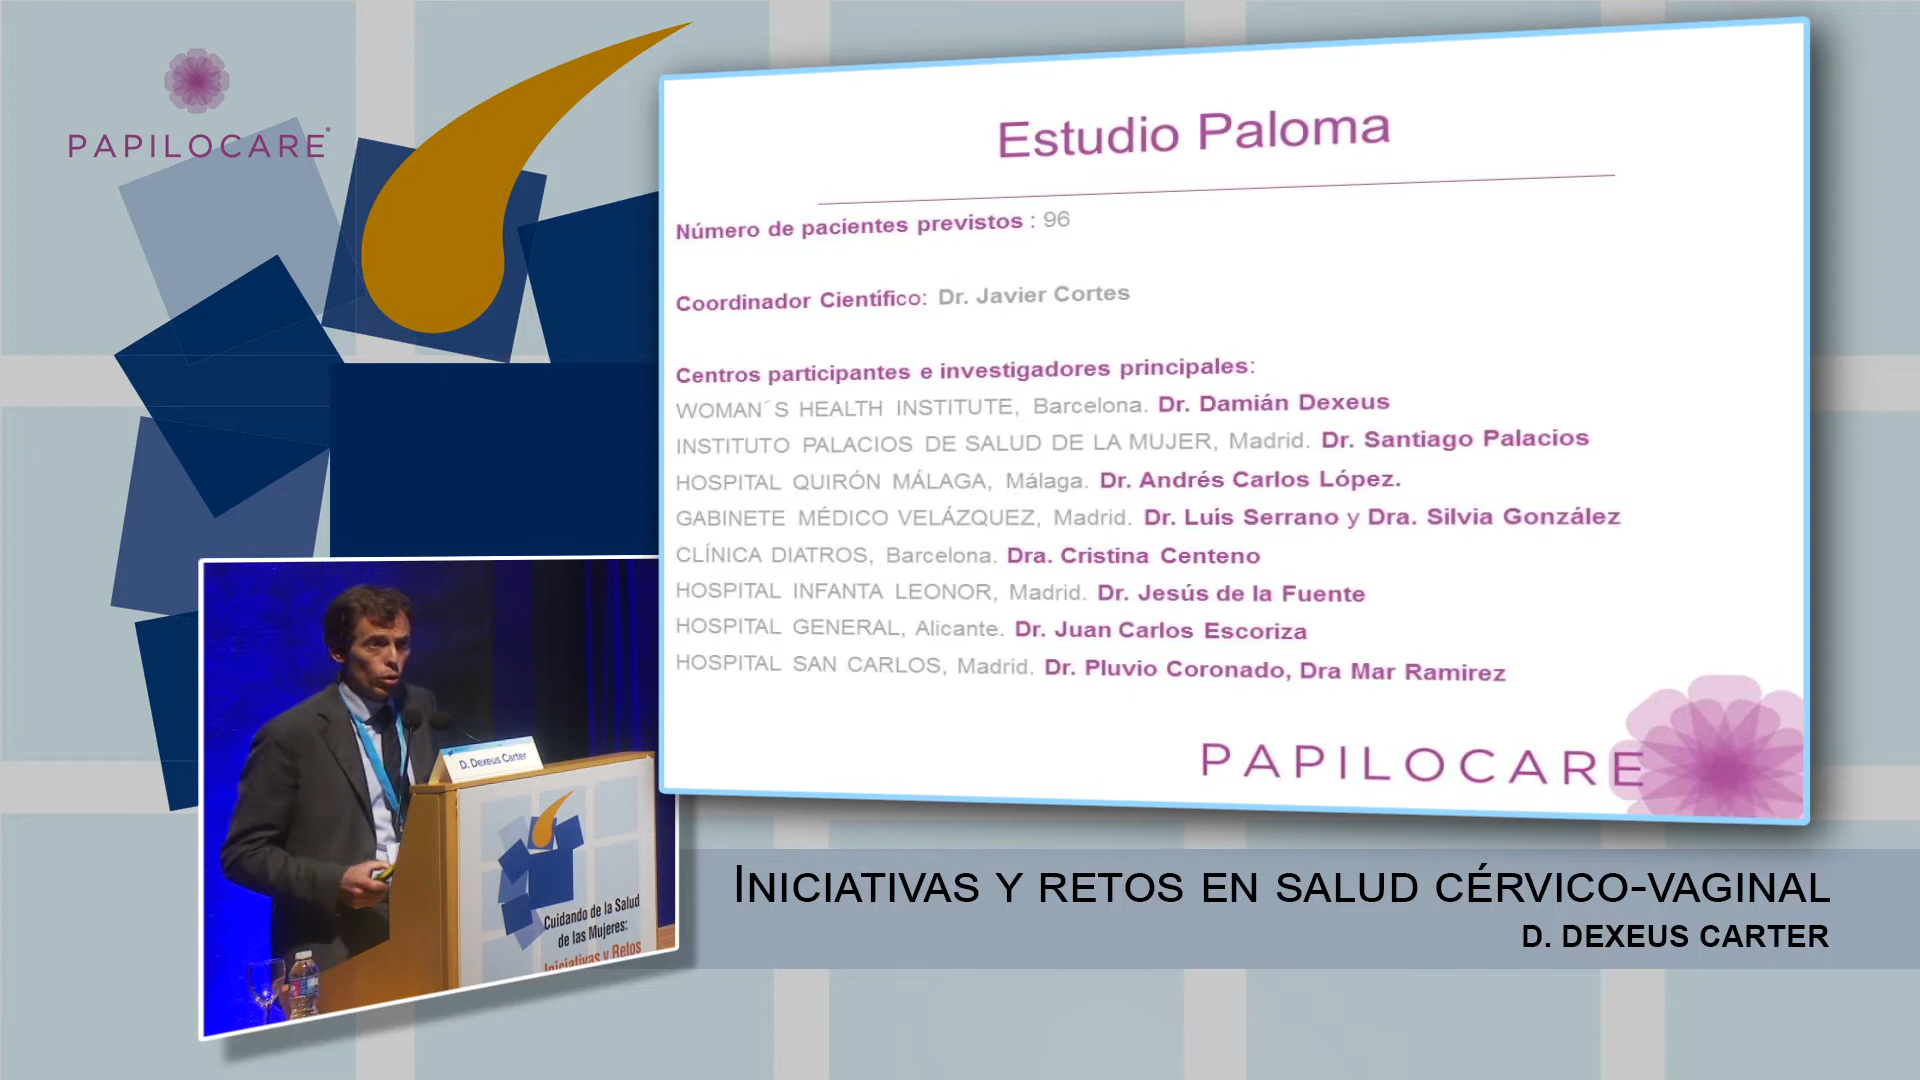 PAPILOCARE®
Estudio Paloma
Número de pacientes previstos : 96
Coordinador Científico: Dr. Javier Cortes
Centros participantes e investigadores principales:
WOMAN´S HEALTH INSTITUTE, Barcelona. Dr. Damián Dexeus
INSTITUTO PALACIOS DE SALUD DE LA MUJER, Madrid. Dr. Santiago Palacios
HOSPITAL QUIRÓN MÁLAGA, Málaga. Dr. Andrés Carlos López.
GABINETE MÉDICO VELÁZQUEZ, Madrid. Dr. Luís Serrano y Dra. Silvia González
CLÍNICA DIATROS, Barcelona. Dra. Cristina Centeno
HOSPITAL INFANTA LEONOR, Madrid. Dr. Jesús de la Fuente
HOSPITAL GENERAL, Alicante. Dr. Juan Carlos Escoriza
HOSPITAL SAN CARLOS, Madrid. Dr. Pluvio Coronado, Dra Mar Ramirez
PAPILOCARE
D. Dexeus Carter
Cuidando de la Salud
de las Mujeres:
Iniciativas y Retos
INICIATIVAS Y RETOS EN SALUD CÉRVICO-VAGINAL
D. DEXEUS CARTER